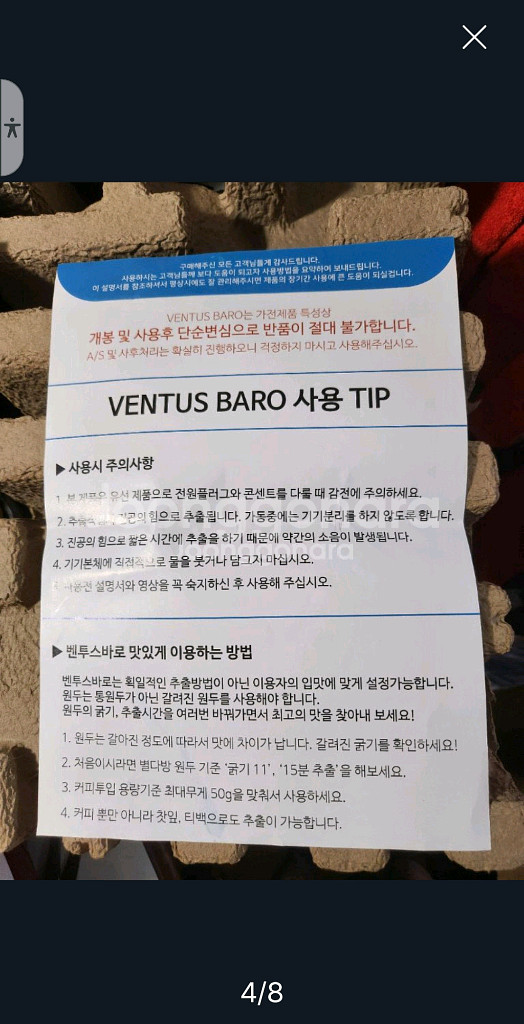 구매해주신 모든 고객님들게 감사드립니다.
사용하시는 고객님들께 보다 도움이 되고자 사용방법을 요약하여 보내드립니다.
이 설명서를 참조하셔서 영상시에도 잘 관리해주시면 제품의 장기간 사용에 큰 도움이 되실겁니다.
VENTUS BARO는 가전제품 특성상
개봉 및 사용후 단순변심으로 반품이 절대 불가합니다.
A/S 및 사후처리는 확실히 진행하오니 걱정하지 마시고 사용해주십시오.
VENTUS BARO 사용 TIP
▶ 사용시 주의사항
1. 본 제품은 유선 제품으로 전원플러그와 콘센트를 다룰 때 감전에 주의하세요.
2. 진공의 힘으로 추출됩니다. 가동중에는 기기분리를 하지 않도록 합니다.
3. 진공의 힘으로 짧은 시간에 추출을 하기 때문에 약간의 소음이 발생됩니다.
4. 기기본체에 직접적으로 물을 붓거나 담그지 마십시오.
설명서와 영상을 꼭 숙지하신 후 사용해 주십시오.
joongnonara
▶ 벤투스바로 맛있게 이용하는 방법
벤투스바로는 획일적인 추출방법이 아닌 이용자의 입맛에 맞게 설정가능합니다.
원두는 통원두가 아닌 갈려진 원두를 사용해야 합니다.
원두의 굵기, 추출시간을 여러번 바꿔가면서 최고의 맛을 찾아내 보세요!
1. 원두는 갈아진 정도에 따라서 맛에 차이가 납니다. 갈려진 굵기를 확인하세요!
2. 처음이시라면 별다방 원두 기준 '굵기 11', '15분 추출'을 해보세요.
3. 커피투입 용량기준 최대무게 50g을 맞춰서 사용하세요.
4. 커피 뿐만 아니라 찻잎, 티백으로도 추출이 가능합니다.
4/8